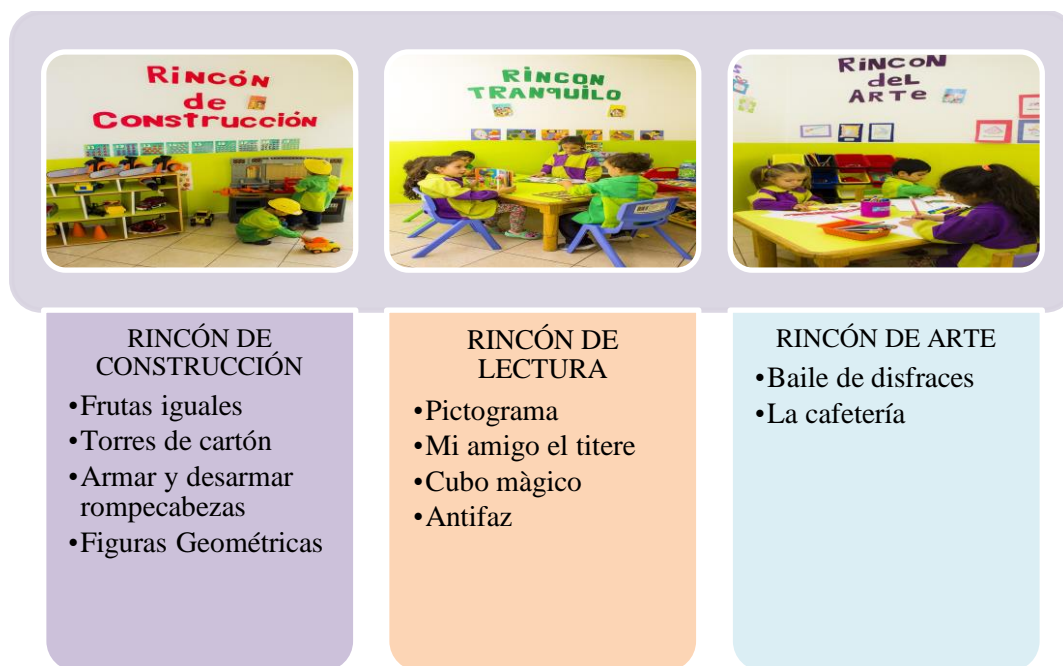 RiNCóN
de
CoNstrucción
RiNCoN
TRANquiLO
RiNCoN
deL
ARTe
RINCÓN DE
CONSTRUCCIÓN
•Frutas iguales
•Torres de cartón
•Armar y desarmar
rompecabezas
•Figuras Geométricas
RINCÓN DE
LECTURA
•Pictograma
•Mi amigo el titere
•Cubo màgico
•Antifaz
RINCÓN DE ARTE
•Baile de disfraces
•La cafetería